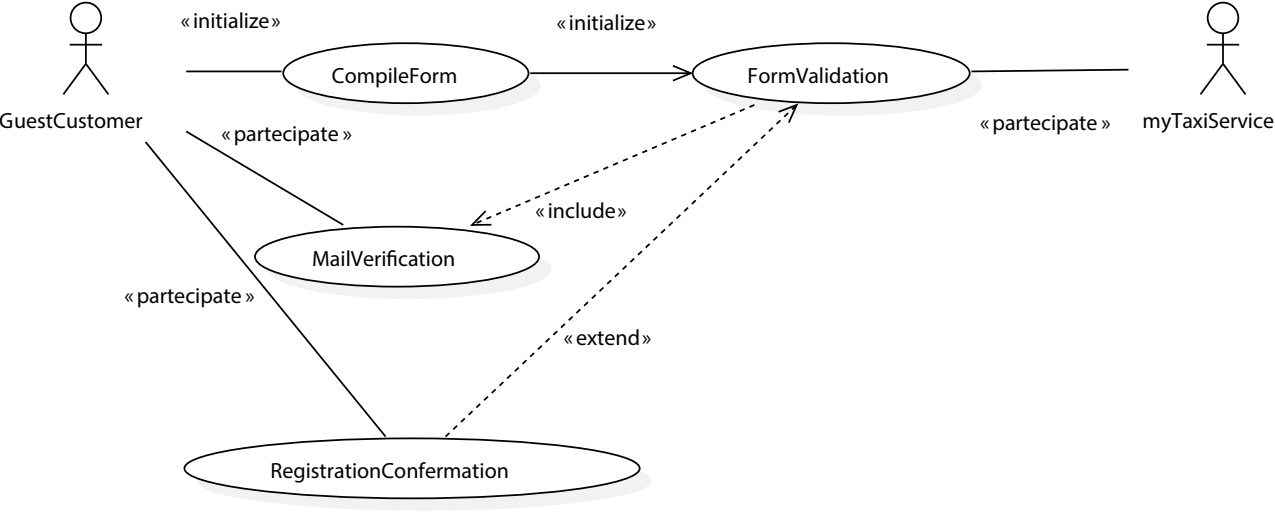 «initialize»
«initialize»
CompileForm
FormValidation
GuestCustomer
«partecipate»
«partecipate»
myTaxiService
«include»
MailVerification
«partecipate»
«extend»
RegistrationConfermation